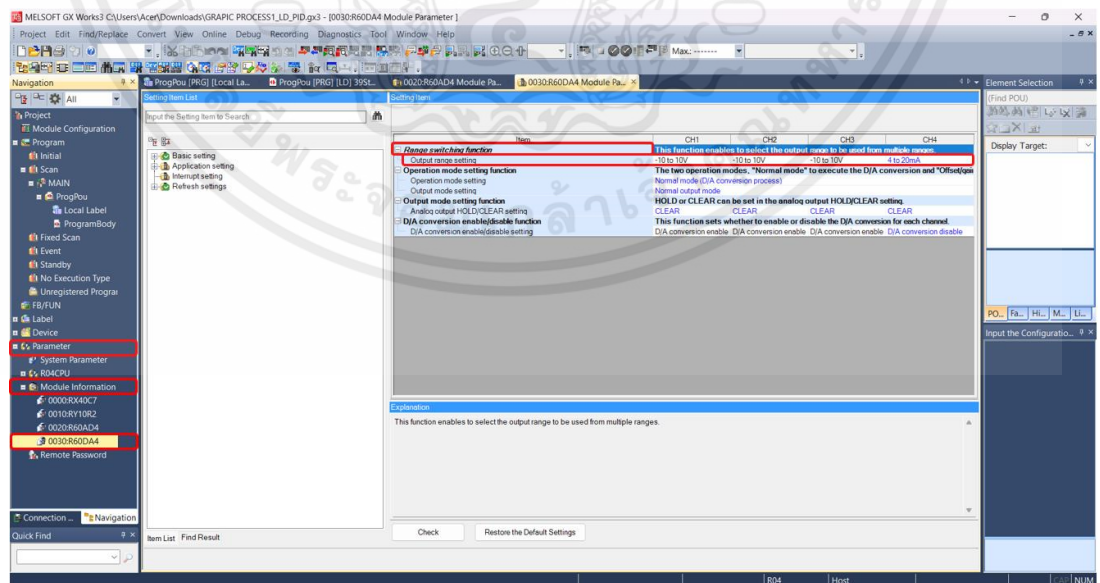 MELSOFT GX Works3 C:\Users\Acer\Downloads\GRAPIC PROCESS1_LD_PID.gx3 - [0030:R60DA4 Module Parameter ]
Project Edit Find/Replace Convert View Online Debug Recording Diagnostics Tool Window Help
Max.: -------
Navigation
ProgPou [PRG] [Local La...
ProgPou [PRG] [LD] 39St...
0020:R60AD4 Module Pa...
0030:R60DA4 Module Pa...
Element Selection
All
Setting Item List
Setting Item
(Find POU)
Input the Setting Item to Search
Display Target:
Project
Module Configuration
Program
Initial
Scan
MAIN
ProgPou
Local Label
ProgramBody
Fixed Scan
Event
Standby
No Execution Type
Unregistered Program
FB/FUN
Label
Device
Parameter
System Parameter
R04CPU
Module Information
0000:RX40C7
0010:RY10R2
0020:R60AD4
0030:R60DA4
Remote Password
Basic setting
Application setting
Interrupt setting
Refresh settings
Item CH1 CH2 CH3 CH4
Range switching function This function enables to select the output range to be used from multiple ranges.
Output range setting -10 to 10V -10 to 10V -10 to 10V 4 to 20mA
Operation mode setting function The two operation modes, "Normal mode" to execute the D/A conversion and "Offset/gai
Operation mode setting Normal mode (D/A conversion process)
Output mode setting Normal output mode
Output mode setting function HOLD or CLEAR can be set in the analog output HOLD/CLEAR setting.
Analog output HOLD/CLEAR setting CLEAR CLEAR CLEAR CLEAR
D/A conversion enable/disable function This function sets whether to enable or disable the D/A conversion for each channel.
D/A conversion enable/disable setting D/A conversion enable D/A conversion enable D/A conversion enable D/A conversion disable
PO... Fa... Hi... M... Li...
Input the Configuratio...
Explanation
This function enables to select the output range to be used from multiple ranges.
Connection ... Navigation
Quick Find
Item List Find Result
Check Restore the Default Settings
R04 Host CAP NUM